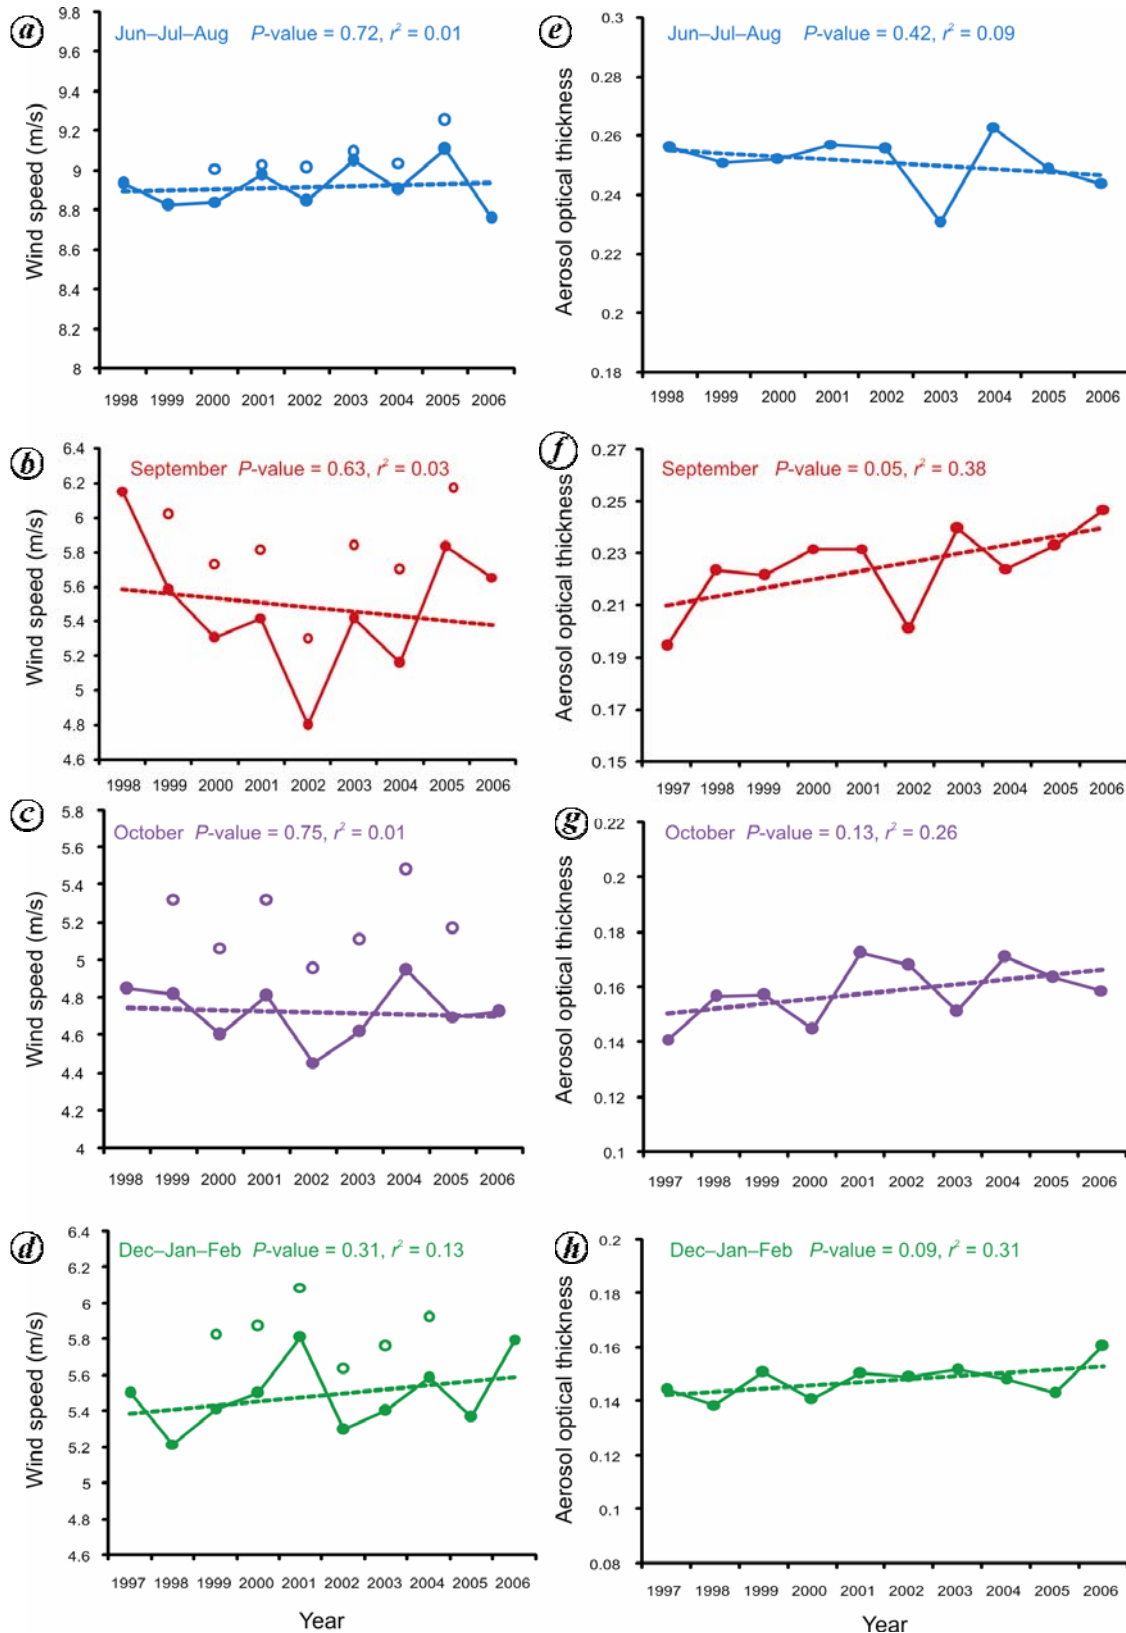 a
Jun–Jul–Aug P-value = 0.72, r² = 0.01
Wind speed (m/s)
9.8
9.6
9.4
9.2
9
8.8
8.6
8.4
8.2
8
1998 1999 2000 2001 2002 2003 2004 2005 2006
e
Jun–Jul–Aug P-value = 0.42, r² = 0.09
Aerosol optical thickness
0.3
0.28
0.26
0.24
0.22
0.2
0.18
1998 1999 2000 2001 2002 2003 2004 2005 2006
b
September P-value = 0.63, r² = 0.03
Wind speed (m/s)
6.4
6.2
6
5.8
5.6
5.4
5.2
5
4.8
4.6
1998 1999 2000 2001 2002 2003 2004 2005 2006
f
September P-value = 0.05, r² = 0.38
Aerosol optical thickness
0.27
0.25
0.23
0.21
0.19
0.17
0.15
1997 1998 1999 2000 2001 2002 2003 2004 2005 2006
c
October P-value = 0.75, r² = 0.01
Wind speed (m/s)
5.8
5.6
5.4
5.2
5
4.8
4.6
4.4
4.2
4
1998 1999 2000 2001 2002 2003 2004 2005 2006
g
October P-value = 0.13, r² = 0.26
Aerosol optical thickness
0.22
0.2
0.18
0.16
0.14
0.12
0.1
1997 1998 1999 2000 2001 2002 2003 2004 2005 2006
d
Dec–Jan–Feb P-value = 0.31, r² = 0.13
Wind speed (m/s)
6.4
6.2
6
5.8
5.6
5.4
5.2
5
4.8
4.6
1997 1998 1999 2000 2001 2002 2003 2004 2005 2006
Year
h
Dec–Jan–Feb P-value = 0.09, r² = 0.31
Aerosol optical thickness
0.2
0.18
0.16
0.14
0.12
0.1
0.08
1997 1998 1999 2000 2001 2002 2003 2004 2005 2006
Year